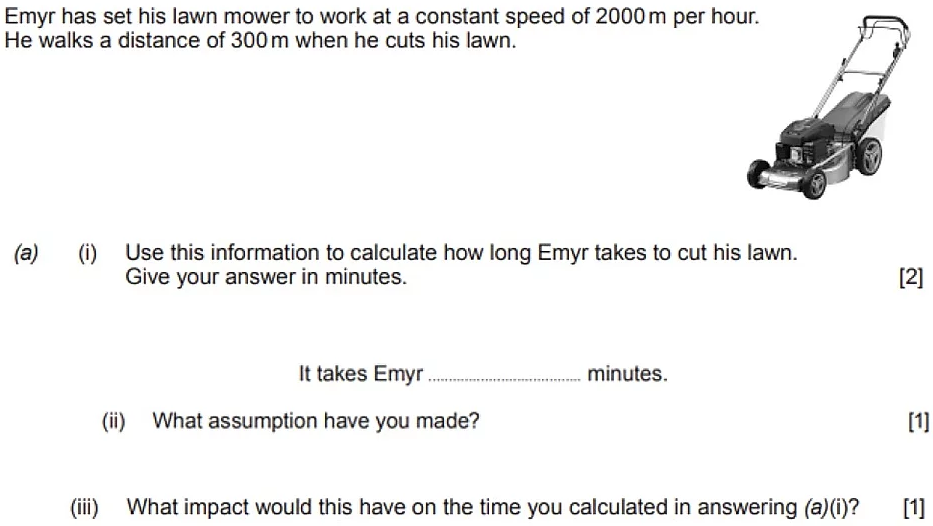 Emyr has set his lawn mower to work at a constant speed of 2000 m per hour.
He walks a distance of 300 m when he cuts his lawn.
(a) (i) Use this information to calculate how long Emyr takes to cut his lawn.
Give your answer in minutes. [2]
It takes Emyr ................................ minutes.
(ii) What assumption have you made? [1]
(iii) What impact would this have on the time you calculated in answering (a)(i)? [1]